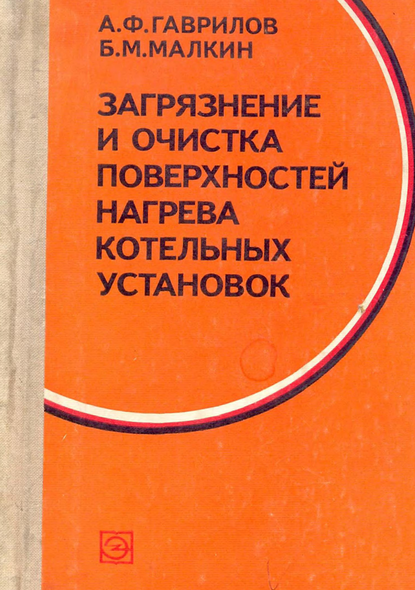 А.Ф.ГАВРИЛОВ
Б.М.МАЛКИН
ЗАГРЯЗНЕНИЕ
И ОЧИСТКА
ПОВЕРХНОСТЕЙ
НАГРЕВА
КОТЕЛЬНЫХ
УСТАНОВОК